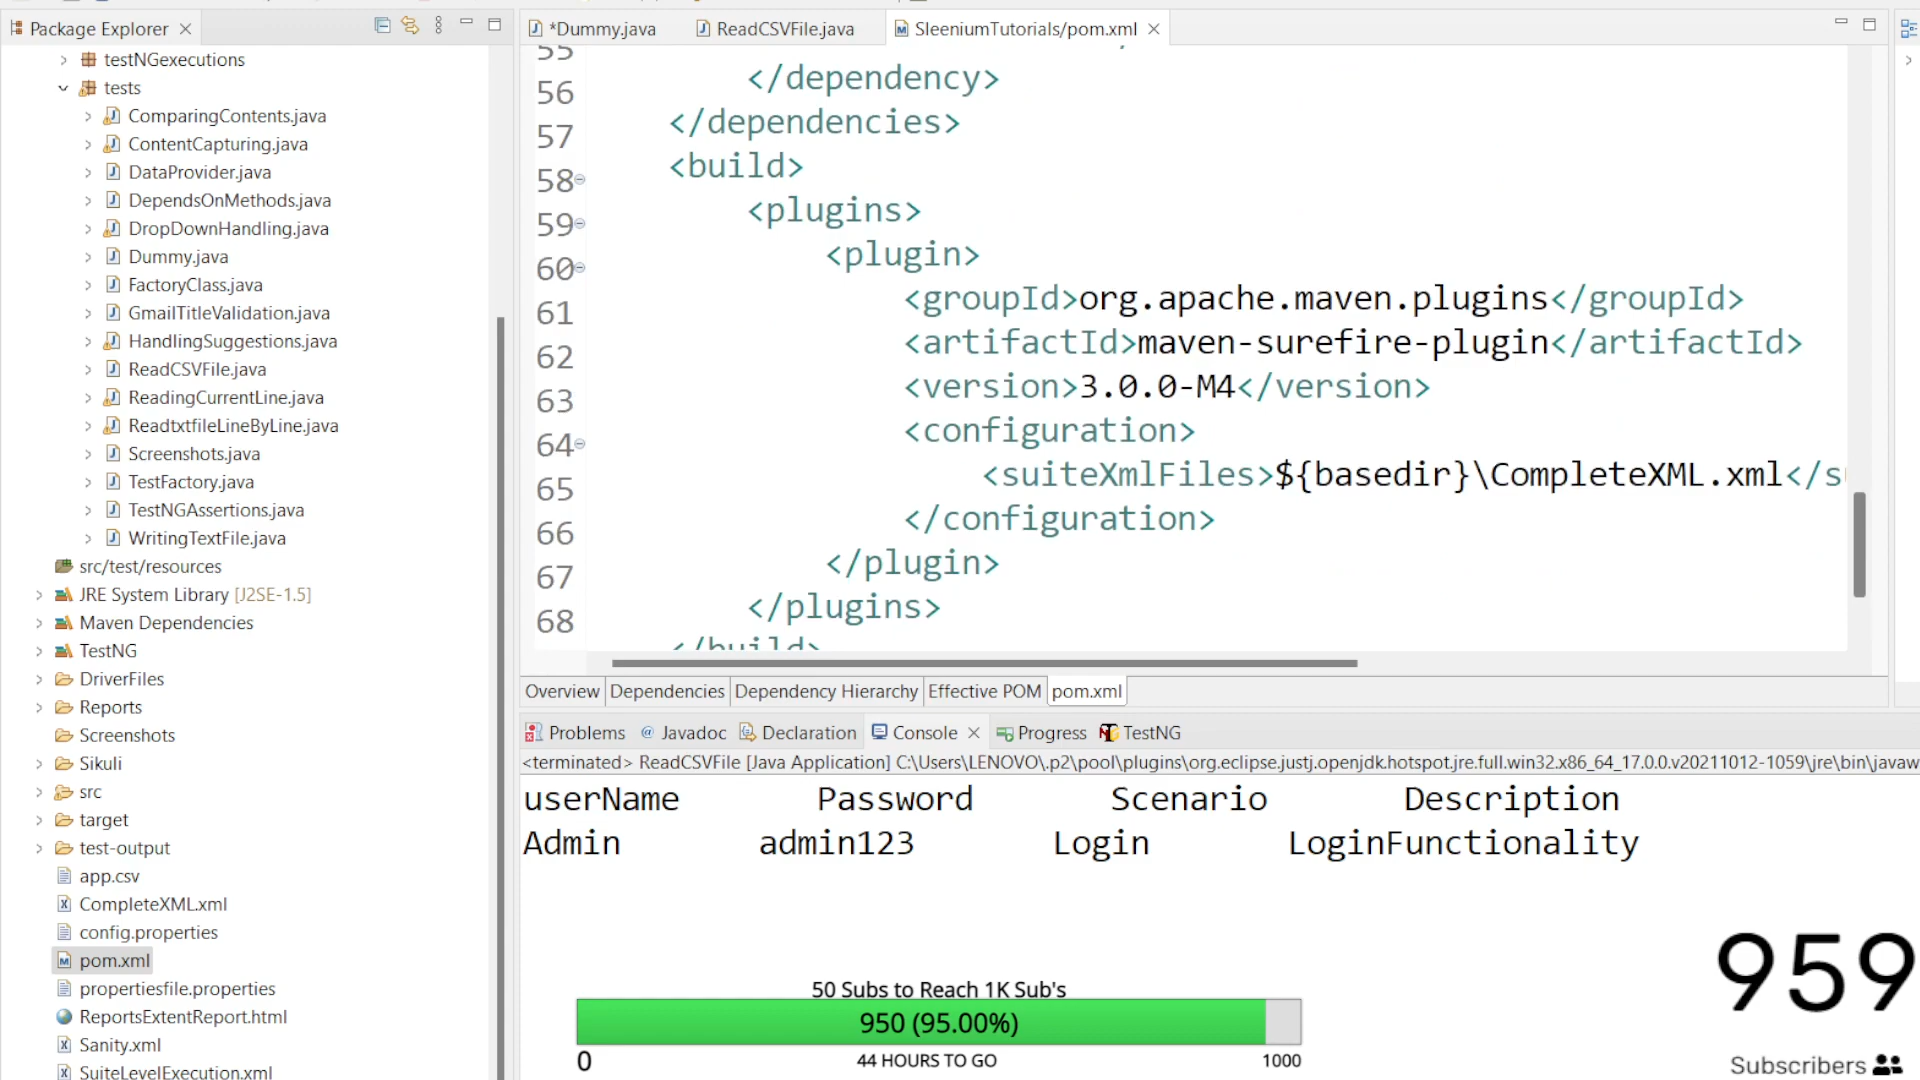 Package Explorer
testNGexecutions
tests
ComparingContents.java
ContentCapturing.java
DataProvider.java
DependsOnMethods.java
DropDownHandling.java
Dummy.java
FactoryClass.java
GmailTitleValidation.java
HandlingSuggestions.java
ReadCSVFile.java
ReadingCurrentLine.java
ReadtxtfileLineByLine.java
Screenshots.java
TestFactory.java
TestNGAssertions.java
WritingTextFile.java
src/test/resources
JRE System Library [J2SE-1.5]
Maven Dependencies
TestNG
DriverFiles
Reports
Screenshots
Sikuli
src
target
test-output
app.csv
CompleteXML.xml
config.properties
pom.xml
propertiesfile.properties
ReportsExtentReport.html
Sanity.xml
SuiteLevelExecution.xml
*Dummy.java ReadCSVFile.java SleeniumTutorials/pom.xml
55
56 </dependency>
57 </dependencies>
58 <build>
59 <plugins>
60 <plugin>
61 <groupId>org.apache.maven.plugins</groupId>
62 <artifactId>maven-surefire-plugin</artifactId>
63 <version>3.0.0-M4</version>
64 <configuration>
65 <suiteXmlFiles>${basedir}\CompleteXML.xml</su
66 </configuration>
67 </plugin>
68 </plugins>
</build>
Overview Dependencies Dependency Hierarchy Effective POM pom.xml
Problems Javadoc Declaration Console Progress TestNG
<terminated> ReadCSVFile [Java Application] C:\Users\LENOVO\.p2\pool\plugins\org.eclipse.justj.openjdk.hotspot.jre.full.win32.x86_64_17.0.0.v20211012-1059\jre\bin\javaw
userName Password Scenario Description
Admin admin123 Login LoginFunctionality
50 Subs to Reach 1K Sub's
950 (95.00%)
0 44 HOURS TO GO 1000
959
Subscribers